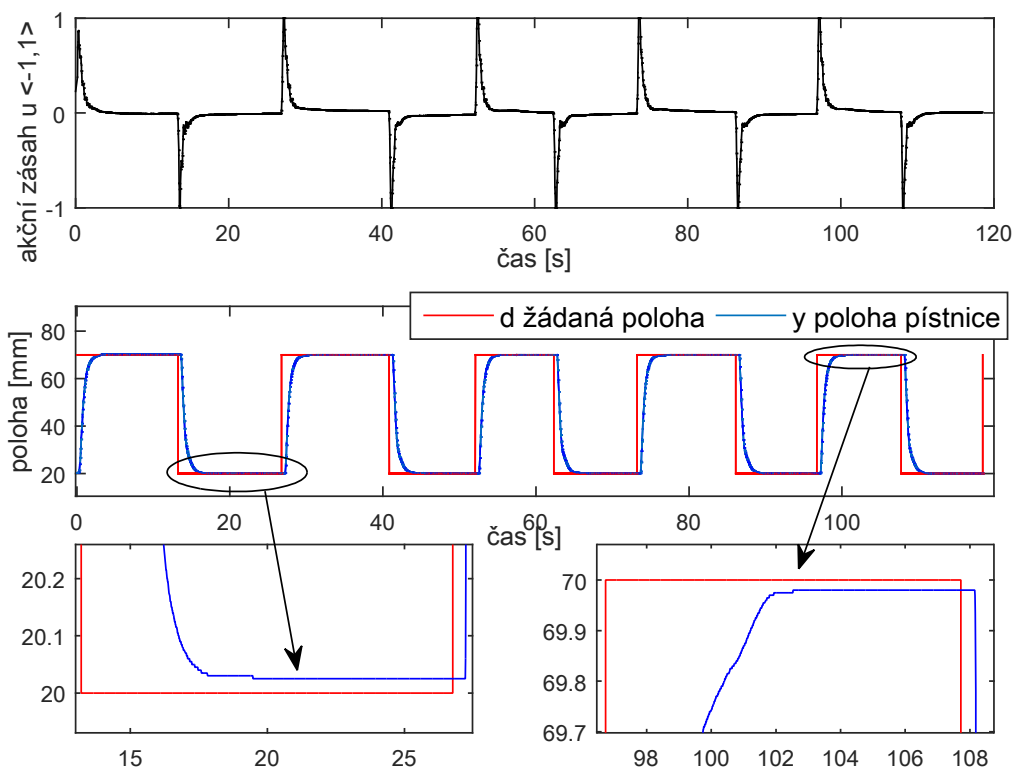 akční zásah u <-1,1>
1
0
-1
0 20 40 60 80 100 120
čas [s]
d žádaná poloha y poloha pístnice
poloha [mm]
80
60
40
20
0 20 40 60 80 100
čas [s]
20.2
20.1
20
15 20 25
70
69.9
69.8
69.7
98 100 102 104 106 108